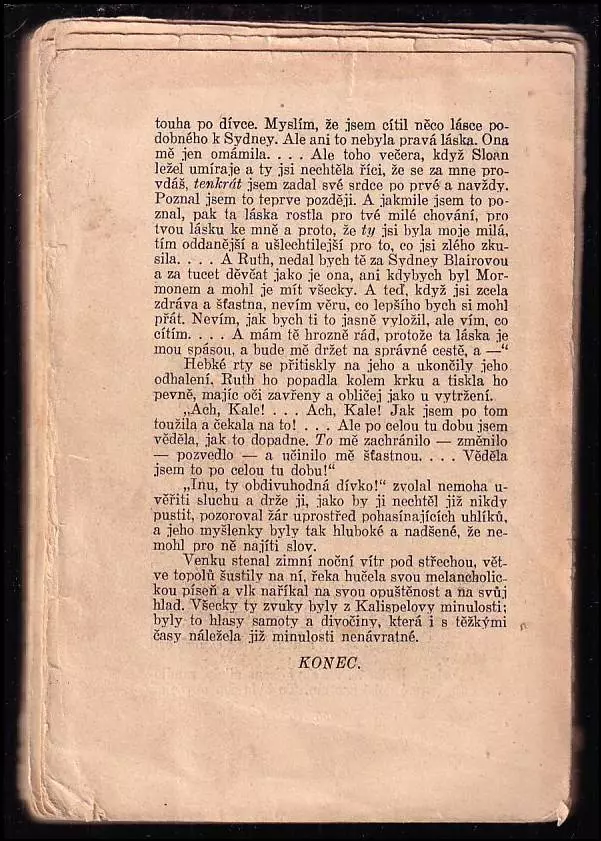 touha po dívce. Myslím, že jsem cítil něco lásce po-
dobného k Sydney. Ale ani to nebyla pravá láska. Ona
mě jen omámila. . . . Ale toho večera, když Sloan
ležel umíraje a ty jsi nechtěla říci, že se za mne pro-
vdáš, tenkrát jsem zadal své srdce po prvé a navždy.
Poznal jsem to teprve později. A jakmile jsem to po-
znal, pak ta láska rostla pro tvé milé chování, pro
tvou lásku ke mně a proto, že ty jsi byla moje milá,
tím oddanější a ušlechtilejší pro to, co jsi zlého zku-
sila. . . . A Ruth, nedal bych tě za Sydney Blairovou
a za tucet děvčat jako je ona, ani kdybych byl Mor-
monem a mohl je mít všecky. A teď, když jsi zcela
zdráva a šťastna, nevím věru, co lepšího bych si mohl
přát. Nevím, jak bych ti to jasně vyložil, ale vím, co
cítím. . . . A mám tě hrozně rád, protože ta láska je
mou spásou, a bude mě držet na správné cestě, a —“
Hebké rty se přitiskly na jeho a ukončily jeho
odhalení. Ruth ho popadla kolem krku a tiskla ho
pevně, majíc oči zavřeny a obličej jako u vytržení.
„Ach, Kale! . . . Ach, Kale! Jak jsem po tom
toužila a čekala na to! . . . Ale po celou tu dobu jsem
věděla, jak to dopadne. To mě zachránilo — změnilo
— pozvedlo — a učinilo mě šťastnou. . . . Věděla
jsem to po celou tu dobu!“
„Inu, ty obdivuhodná dívko!“ zvolal nemoha u-
věřiti sluchu a drže ji, jako by ji nechtěl již nikdy
pustit, pozoroval žár uprostřed pohasínajících uhlíků,
a jeho myšlenky byly tak hluboké a nadšené, že ne-
mohl pro ně najíti slov.
Venku stenal zimní noční vítr pod střechou, vět-
ve topolů šustily na ní, řeka hučela svou melancholic-
kou píseň a vlk naříkal na svou opuštěnost a na svůj
hlad. Všecky ty zvuky byly z Kalispelovy minulosti;
byly to hlasy samoty a divočiny, která i s těžkými
časy náležela již minulosti nenávratné.
KONEC.